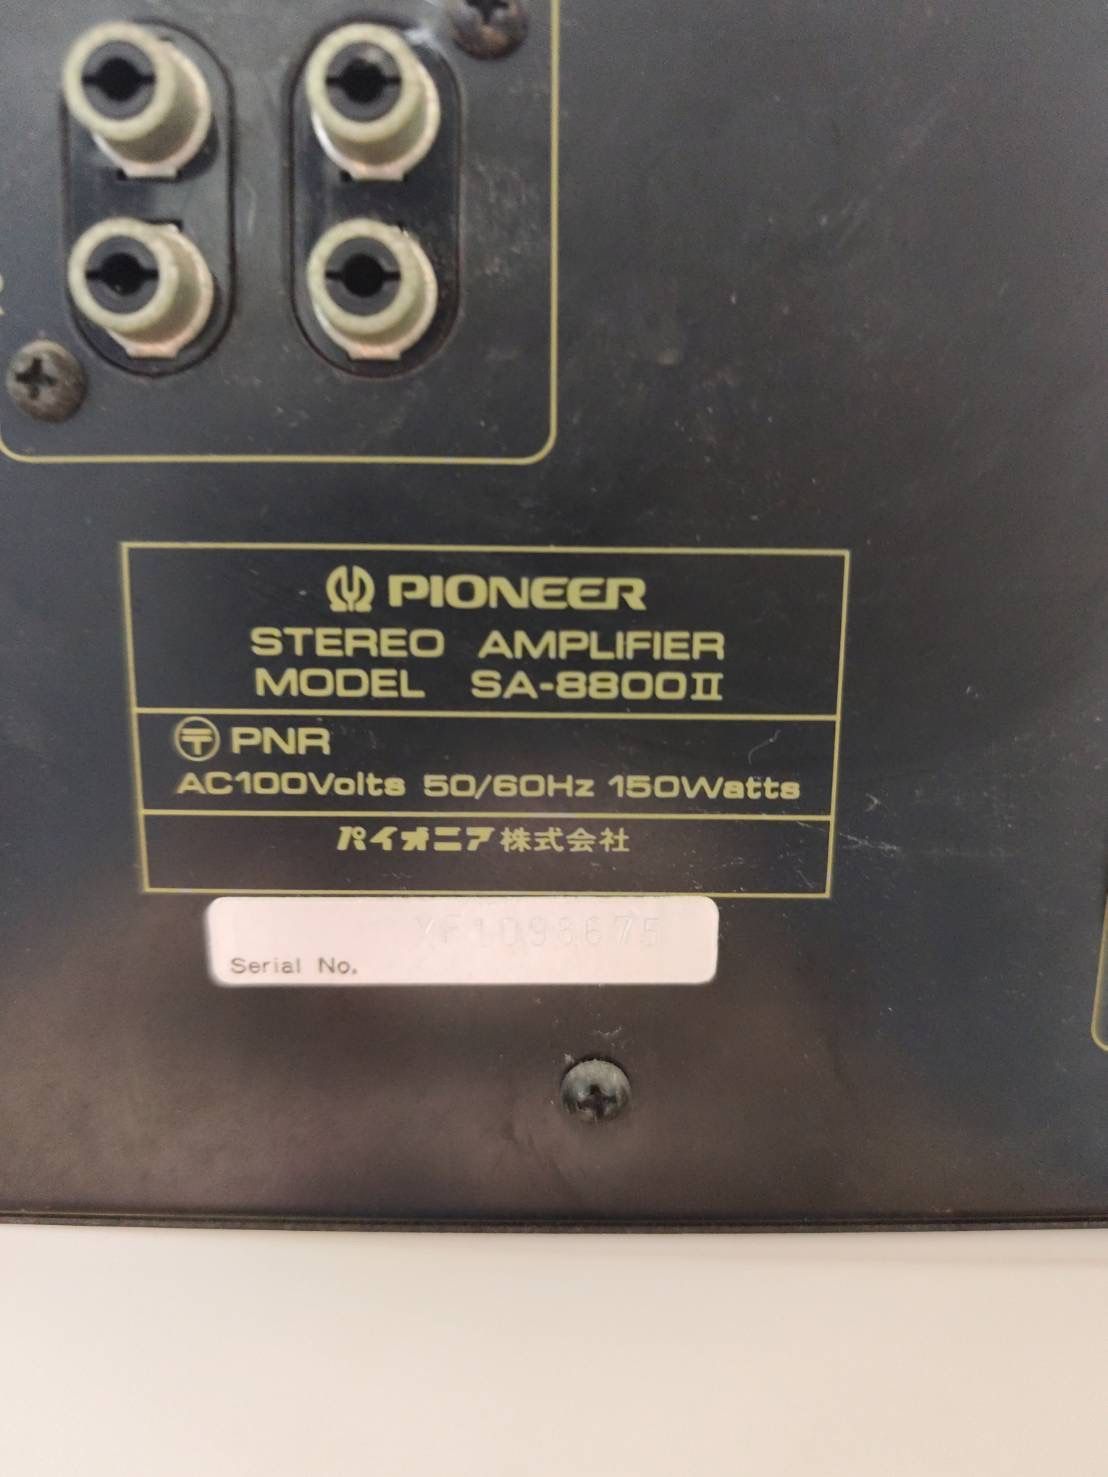 PIONEER
STEREO AMPLIFIER
MODEL SA-8800II
〒 PNR
AC100Volts 50/60Hz 150Watts
パイオニア株式会社
Serial No.